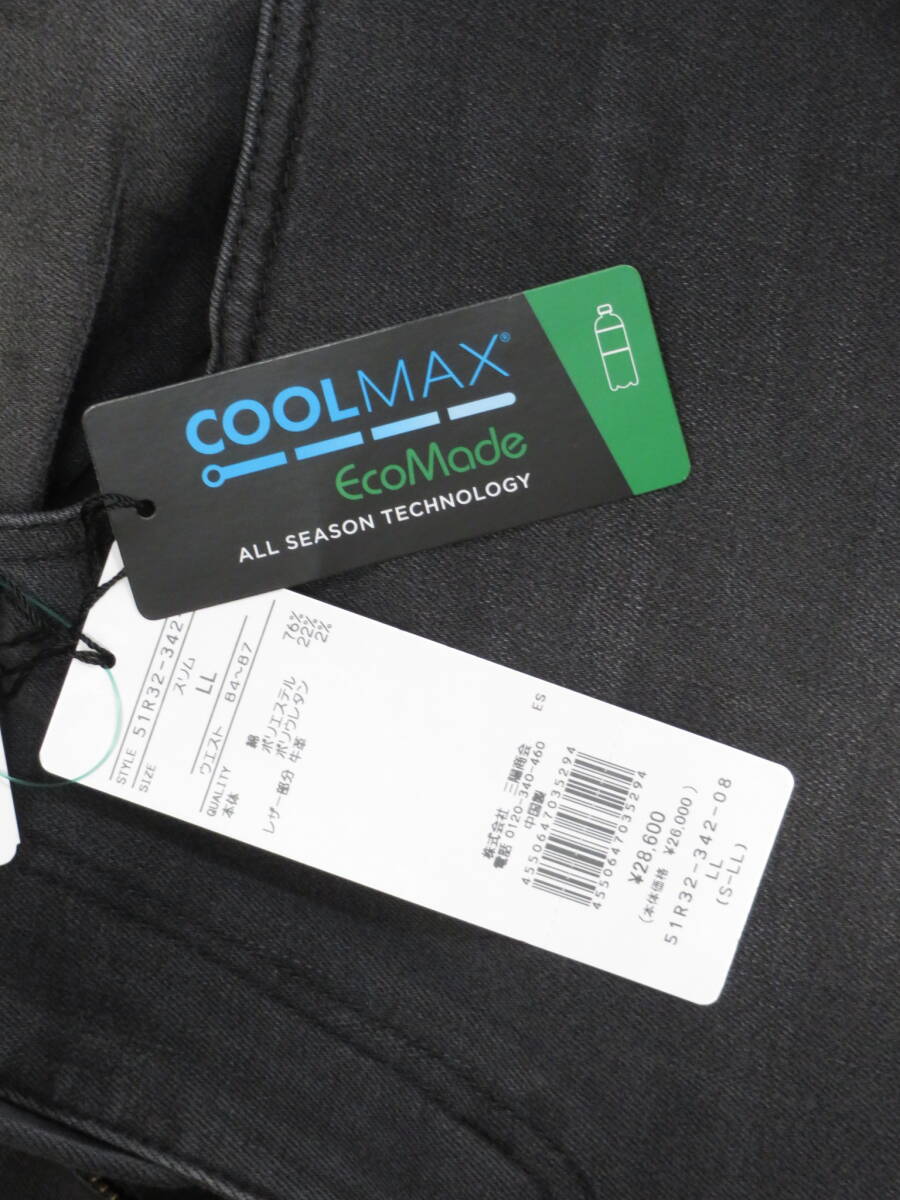 COOLMAX®
EcoMade
ALL SEASON TECHNOLOGY
STYLE 51R32-342-
SIZE
スリム
LL
ウエスト 84～87
QUALITY
本体 綿 76%
ポリエステル 22%
ポリウレタン 2%
レザー部分 牛革
ES
株式会社 三陽商会
電話 0120-340-460
中国製
4550647035294
4550647035294
¥28,600
(本体価格 ¥26,000)
51R32-342-08
LL
(S-LL)